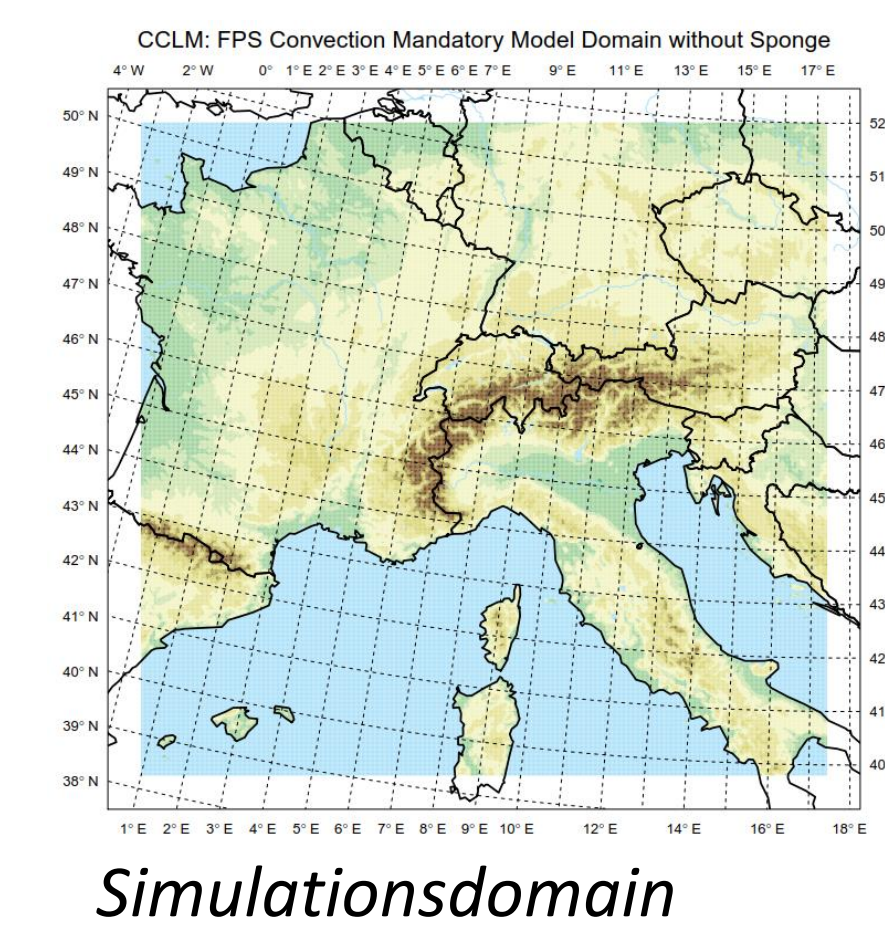 CCLM: FPS Convection Mandatory Model Domain without Sponge
4° W 2° W 0° 1° E 2° E 3° E 4° E 5° E 6° E 7° E 9° E 11° E 13° E 15° E 17° E
50° N 52
49° N 51
48° N 50
47° N 49
46° N 48
45° N 47
44° N 46
43° N 45
42° N 44
41° N 43
40° N 42
39° N 41
38° N 40
1° E 2° E 3° E 4° E 5° E 6° E 7° E 8° E 9° E 10° E 12° E 14° E 16° E 18° E
Simulationsdomain